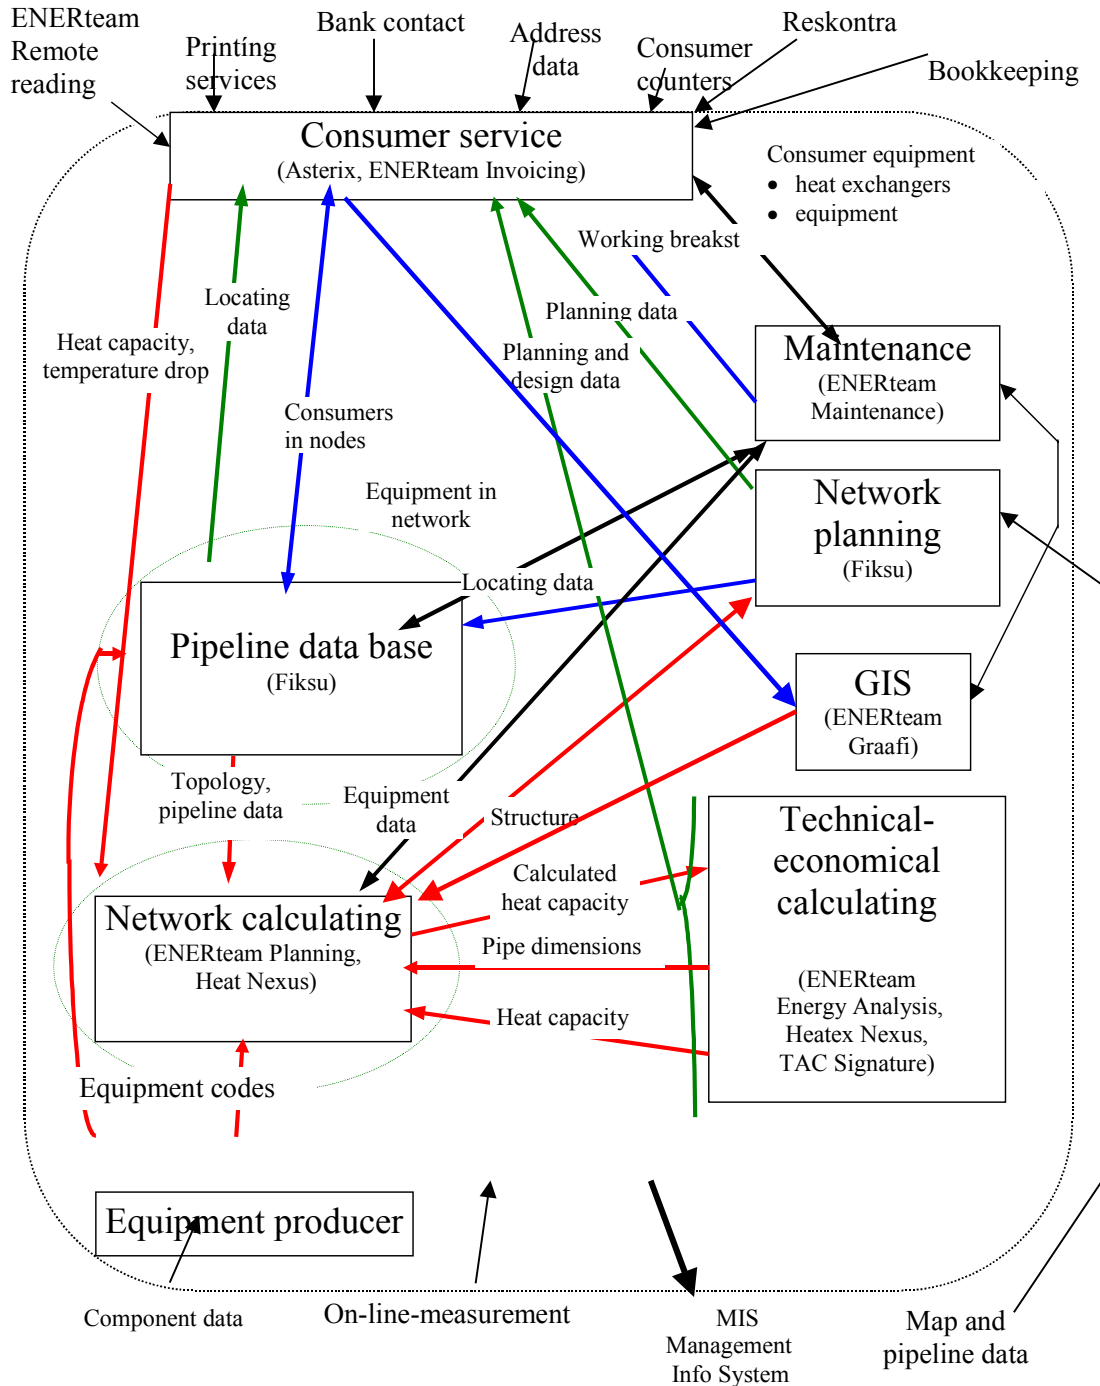 ENERteam
Remote
reading
Printíng
services
Bank contact
Address
data
Consumer
counters
Reskontra
Bookkeeping
Consumer service
(Asterix, ENERteam Invoicing)
Consumer equipment
• heat exchangers
• equipment
Working breakst
Locating
data
Planning data
Heat capacity,
temperature drop
Planning and
design data
Maintenance
(ENERteam
Maintenance)
Consumers
in nodes
Equipment in
network
Network
planning
(Fiksu)
Locating data
Pipeline data base
(Fiksu)
GIS
(ENERteam
Graafi)
Topology,
pipeline data
Equipment
data
Structure
Technical-
economical
calculating
(ENERteam
Energy Analysis,
Heatex Nexus,
TAC Signature)
Calculated
heat capacity
Network calculating
(ENERteam Planning,
Heat Nexus)
Pipe dimensions
Heat capacity
Equipment codes
Equipment producer
Component data
On-line-measurement
MIS
Management
Info System
Map and
pipeline data